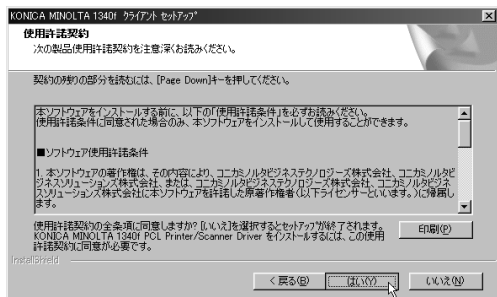 KONICA MINOLTA 1340f クライアント セットアップ
使用許諾契約
次の製品使用許諾契約を注意深くお読みください。
契約の残りの部分を読むには、[Page Down]キーを押してください。
本ソフトウェアをインストールする前に、以下の「使用許諾条件」を必ずお読みください。
使用許諾条件に同意された場合のみ、本ソフトウェアをインストールして使用することができます。
■ソフトウェア使用許諾条件
1. 本ソフトウェアの著作権は、その内容により、コニカミノルタビジネステクノロジーズ株式会社、コニカミノルタビ
ジネスソリューションズ株式会社、または、コニカミノルタビジネステクノロジーズ株式会社、コニカミノルタビジネ
スソリューションズ株式会社に本ソフトウェアを許諾した原著作権者(以下ライセンサーといいます。)に帰属し
ます。
使用許諾契約の全条項に同意しますか? [いいえ]を選択するとセットアップが終了されます。
KONICA MINOLTA 1340f PCL Printer/Scanner Driver をインストールするには、この使用
許諾契約に同意が必要です。
印刷(P)
InstallShield
< 戻る(B)
はい(Y)
いいえ(N)